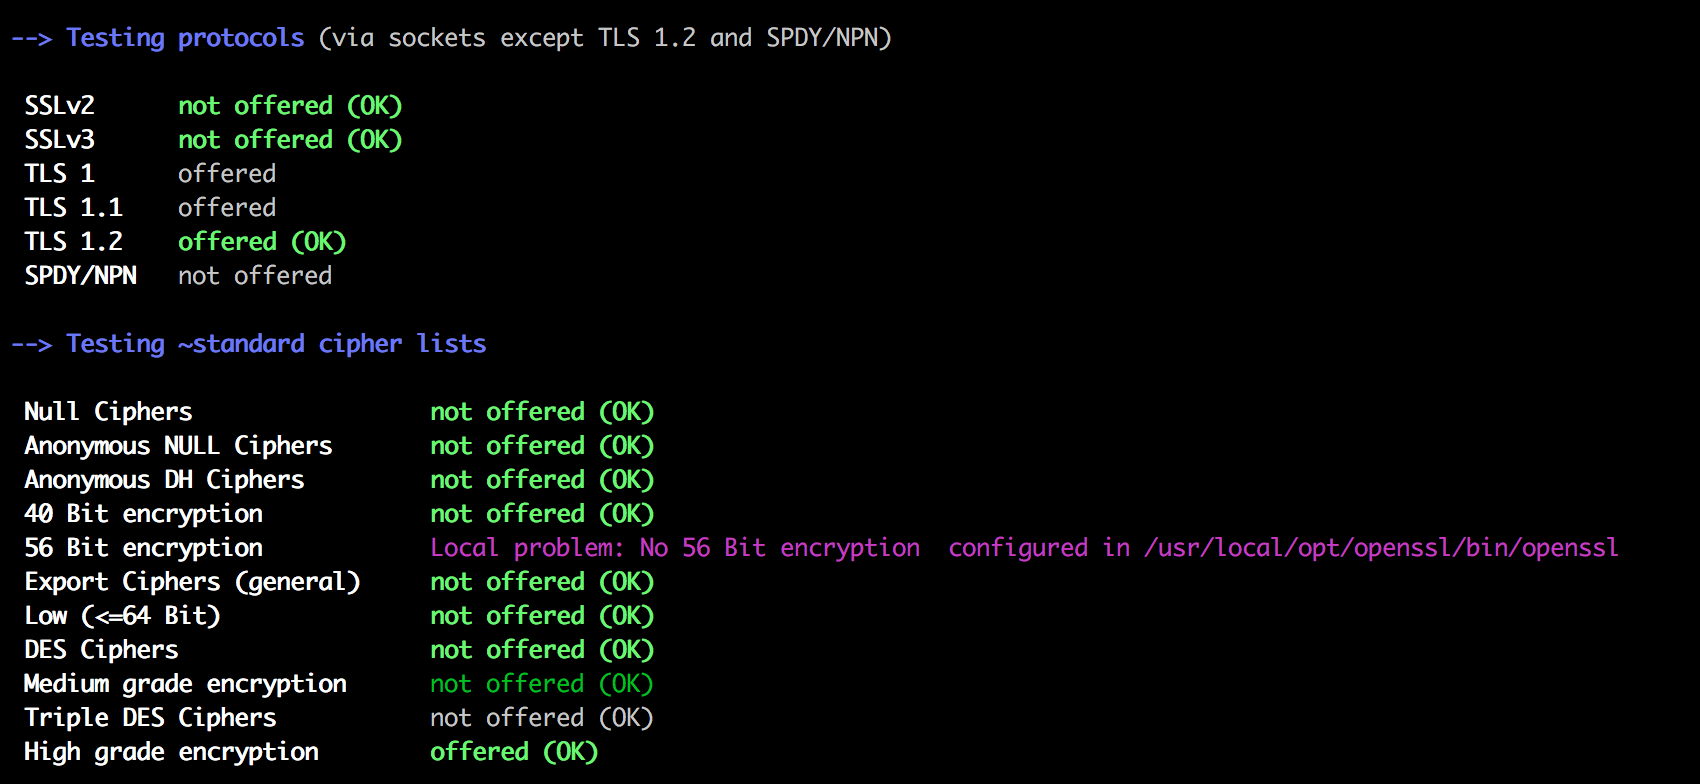 --> Testing protocols (via sockets except TLS 1.2 and SPDY/NPN)
SSLv2 not offered (OK)
SSLv3 not offered (OK)
TLS 1 offered
TLS 1.1 offered
TLS 1.2 offered (OK)
SPDY/NPN not offered
--> Testing ~standard cipher lists
Null Ciphers not offered (OK)
Anonymous NULL Ciphers not offered (OK)
Anonymous DH Ciphers not offered (OK)
40 Bit encryption not offered (OK)
56 Bit encryption Local problem: No 56 Bit encryption  configured in /usr/local/opt/openssl/bin/openssl
Export Ciphers (general) not offered (OK)
Low (<=64 Bit) not offered (OK)
DES Ciphers not offered (OK)
Medium grade encryption not offered (OK)
Triple DES Ciphers not offered (OK)
High grade encryption offered (OK)